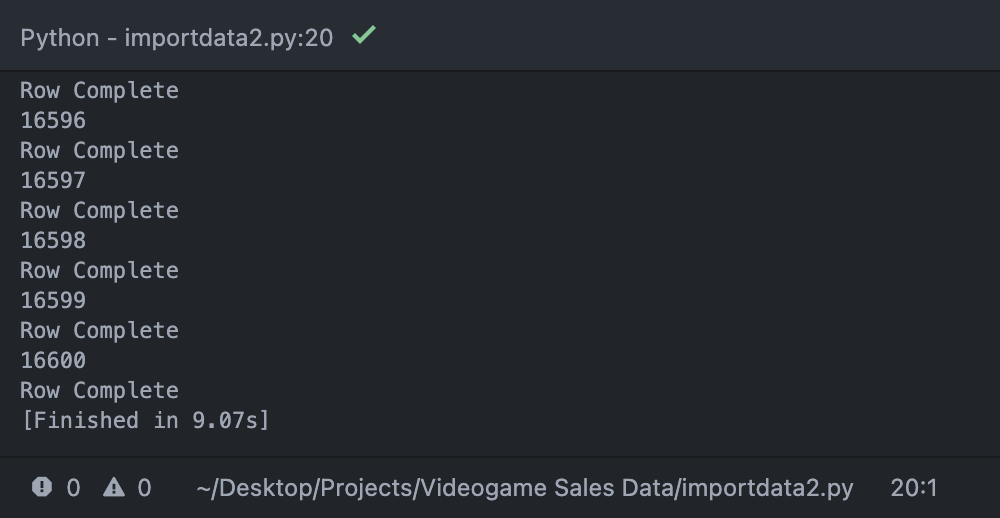 Python - importdata2.py:20
Row Complete
16596
Row Complete
16597
Row Complete
16598
Row Complete
16599
Row Complete
16600
Row Complete
[Finished in 9.07s]
0 0 ~/Desktop/Projects/Videogame Sales Data/importdata2.py 20:1